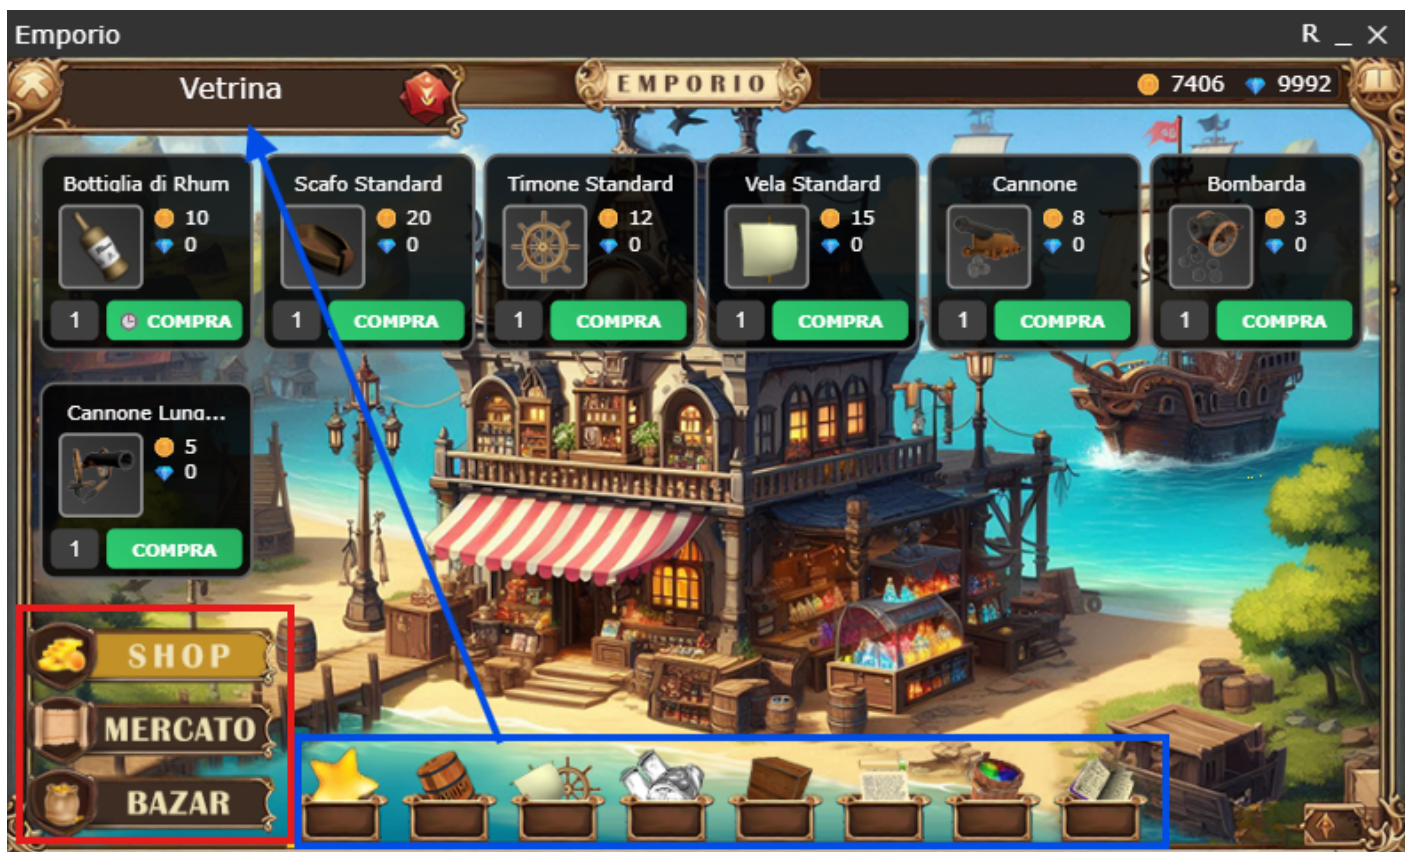 Emporio
R _ ×
Vetrina
EMPORIO
7406 9992
Bottiglia di Rhum
10
0
1 COMPRA
Scafo Standard
20
0
1 COMPRA
Timone Standard
12
0
1 COMPRA
Vela Standard
15
0
1 COMPRA
Cannone
8
0
1 COMPRA
Bombarda
3
0
1 COMPRA
Cannone Lung...
5
0
1 COMPRA
SHOP
MERCATO
BAZAR